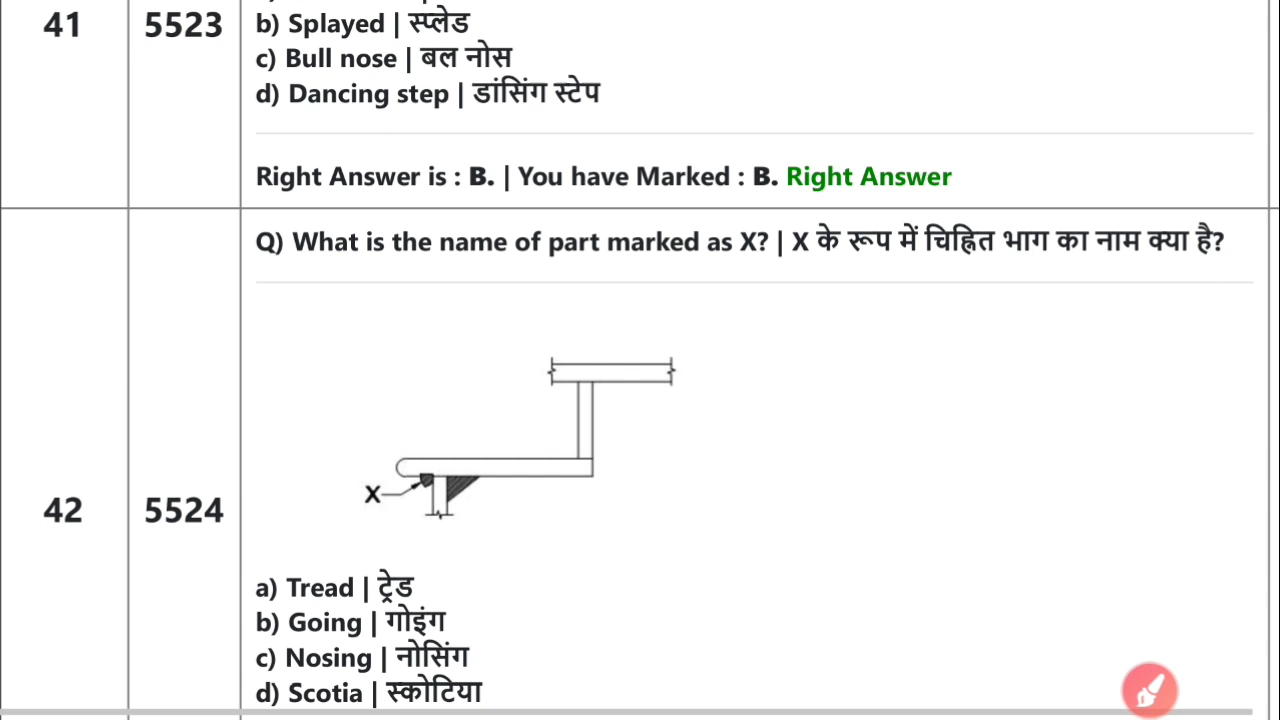 41
5523
b) Splayed | स्प्लेड
c) Bull nose | बल नोस
d) Dancing step | डांसिंग स्टेप
Right Answer is : B. | You have Marked : B. Right Answer
42
5524
Q) What is the name of part marked as X? | X के रूप में चिह्नित भाग का नाम क्या है?
X
a) Tread | ट्रेड
b) Going | गोइंग
c) Nosing | नोसिंग
d) Scotia | स्कोटिया